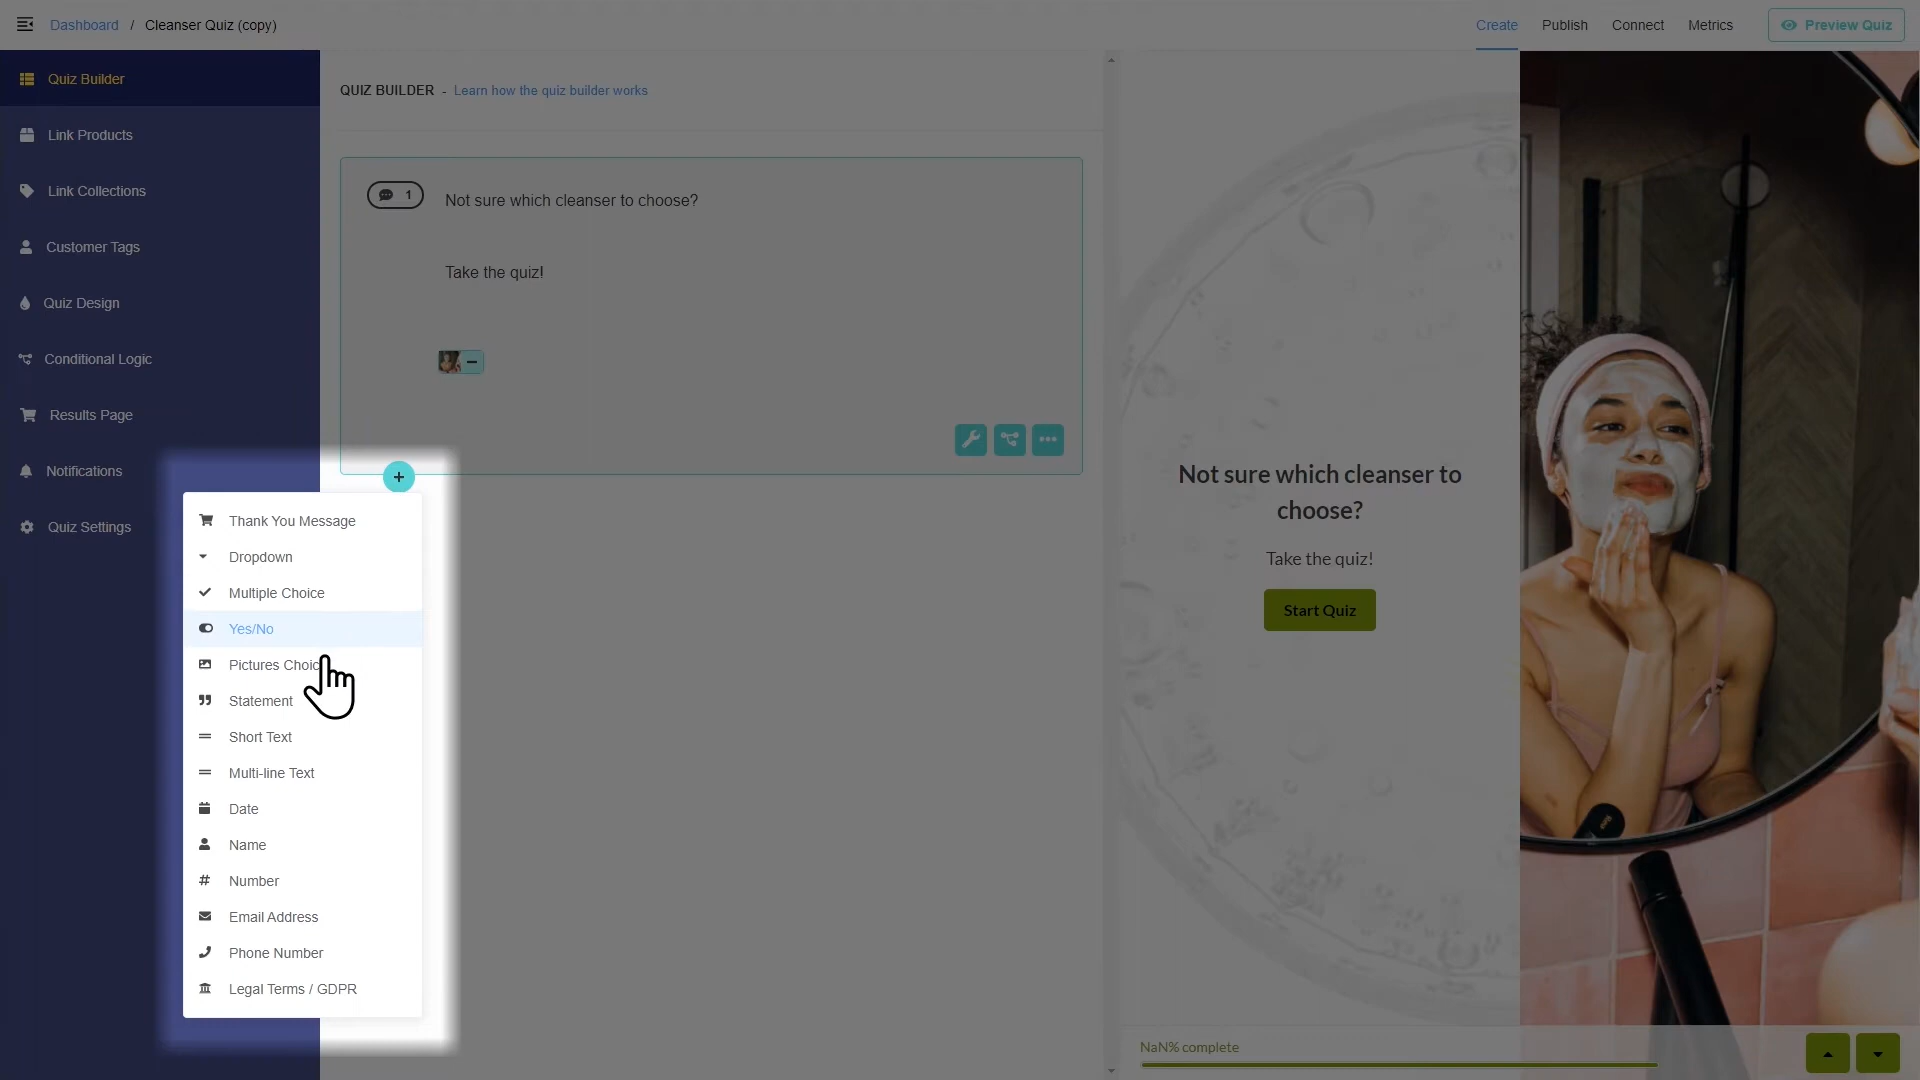 Dashboard / Cleanser Quiz (copy)
Create Publish Connect Metrics Preview Quiz
Quiz Builder
Link Products
Link Collections
Customer Tags
Quiz Design
Conditional Logic
Results Page
Notifications
Quiz Settings
QUIZ BUILDER - Learn how the quiz builder works
1
Not sure which cleanser to choose?
Take the quiz!
+
Thank You Message
Dropdown
Multiple Choice
Yes/No
Pictures Choic
Statement
Short Text
Multi-line Text
Date
Name
Number
Email Address
Phone Number
Legal Terms / GDPR
Not sure which cleanser to
choose?
Take the quiz!
Start Quiz
NaN% complete